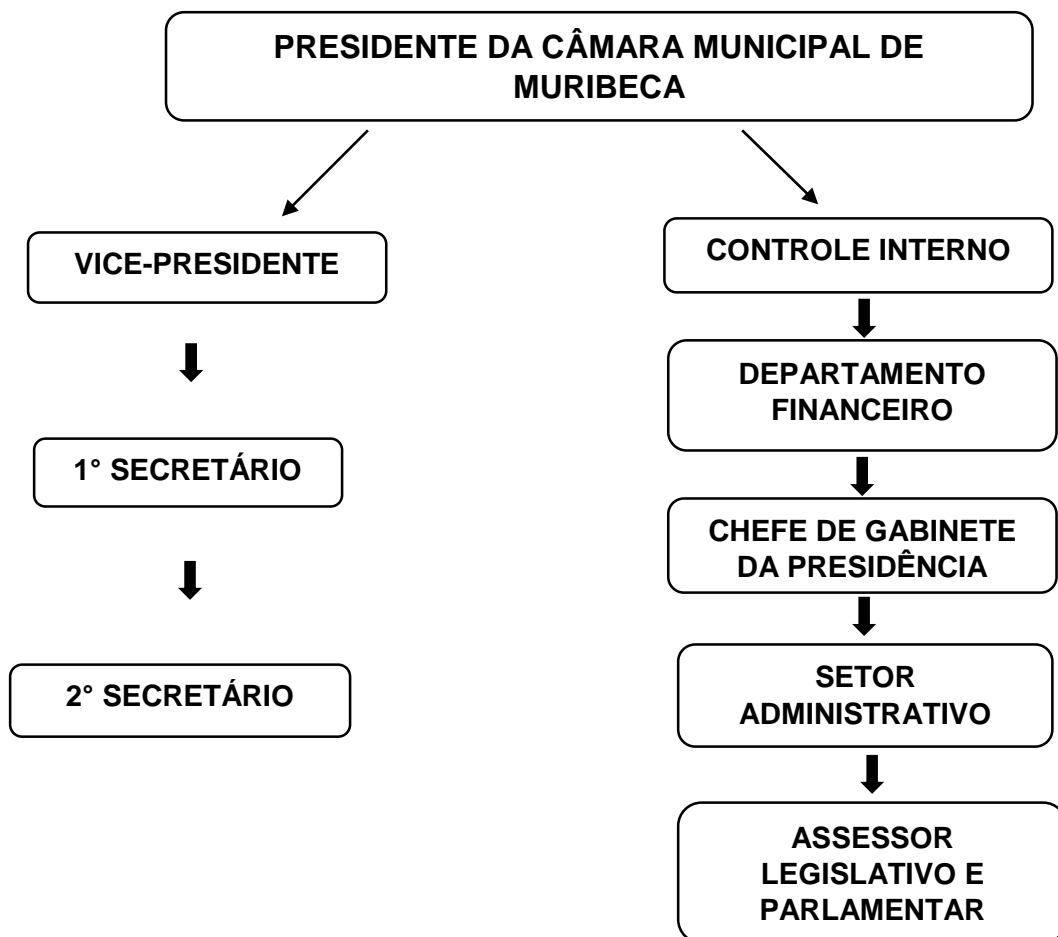 PRESIDENTE DA CÂMARA MUNICIPAL DE
MURIBECA
VICE-PRESIDENTE
1° SECRETÁRIO
2° SECRETÁRIO
CONTROLE INTERNO
DEPARTAMENTO
FINANCEIRO
CHEFE DE GABINETE
DA PRESIDÊNCIA
SETOR
ADMINISTRATIVO
ASSESSOR
LEGISLATIVO E
PARLAMENTAR